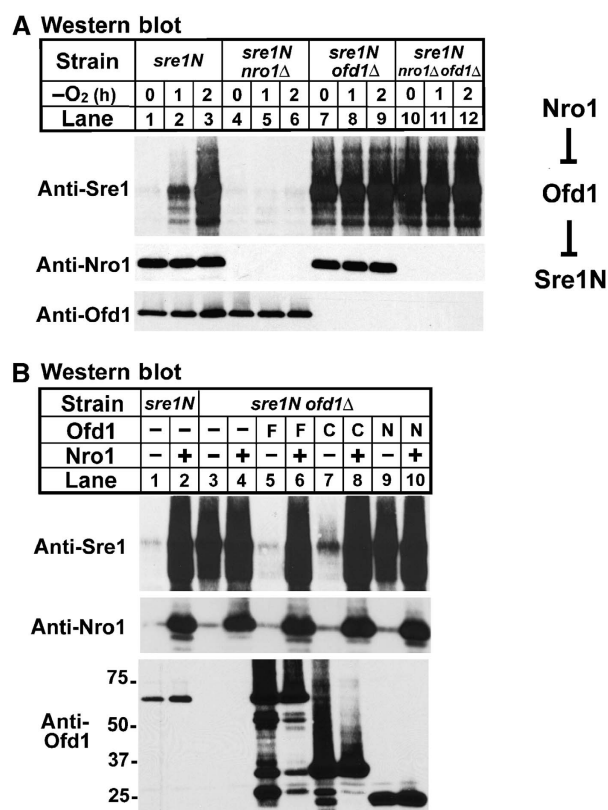 A Western blot
Strain sre1N sre1N nro1Δ sre1N ofd1Δ sre1N nro1Δ ofd1Δ
–O₂ (h) 0 1 2 0 1 2 0 1 2 0 1 2
Lane 1 2 3 4 5 6 7 8 9 10 11 12
Anti-Sre1
Anti-Nro1
Anti-Ofd1
Nro1
Ofd1
Sre1N
B Western blot
Strain sre1N sre1N ofd1Δ
Ofd1 – – – – F F C C N N
Nro1 – + – + – + – + – +
Lane 1 2 3 4 5 6 7 8 9 10
Anti-Sre1
Anti-Nro1
Anti-
Ofd1
75-
50-
37-
25-